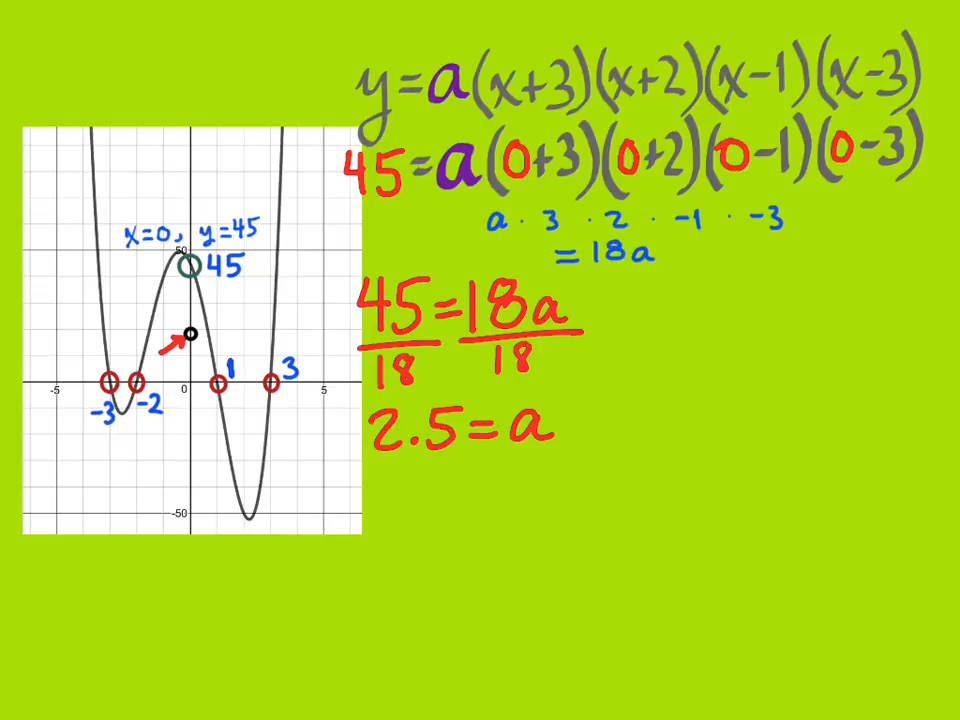 y=a(x+3)(x+2)(x-1)(x-3)
45=a(0+3)(0+2)(0-1)(0-3)
a · 3 · 2 · -1 · -3
=18a
x=0, y=45
50
45
45=18a
18 18
1
3
-5
0
5
-3
-2
2.5=a
-50